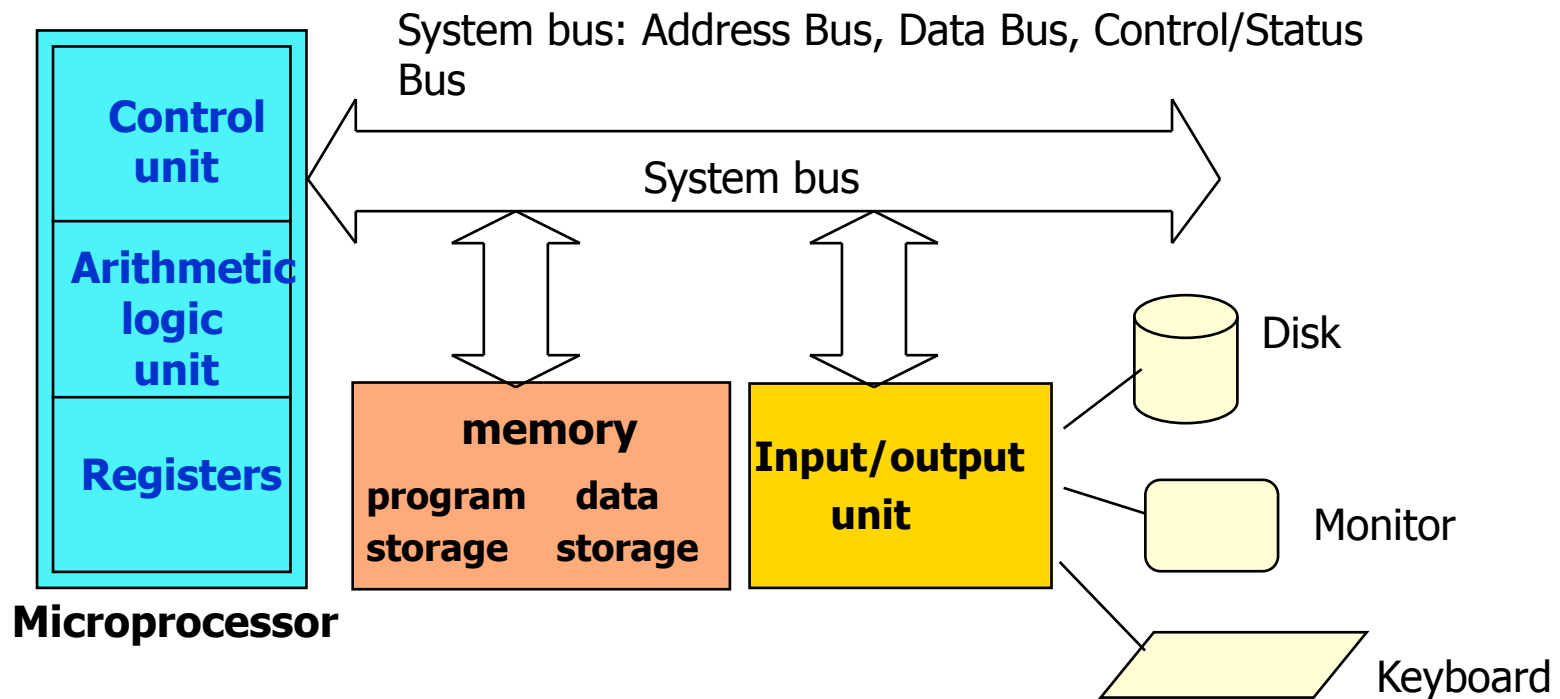 System bus: Address Bus, Data Bus, Control/Status
Bus
Control
unit
System bus
Arithmetic
logic
unit
Registers
Microprocessor
memory
program data
storage storage
Input/output
unit
Disk
Monitor
Keyboard